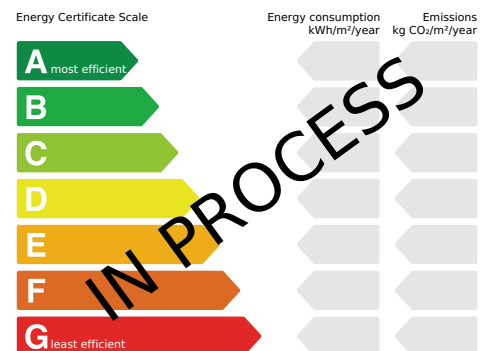 Energy Certificate Scale
Energy consumption
kWh/m²/year
Emissions
kg CO₂/m²/year
A most efficient
B
C
D
E
F
G least efficient
IN PROCESS